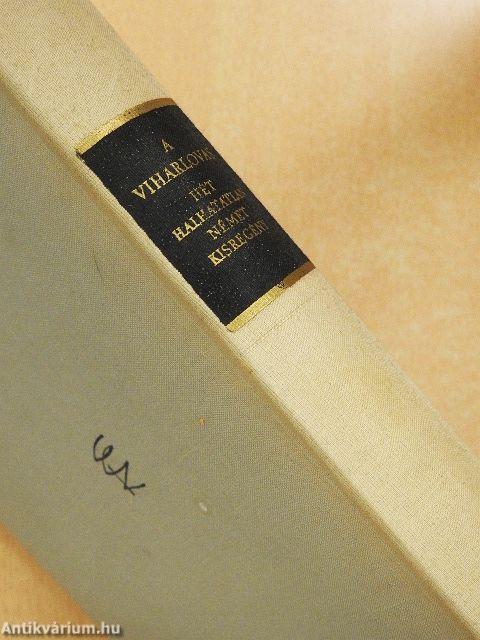 A
VIHARLOVAS
HÉT
HALHATATLAN
NÉMET
KISREGÉNY
Antikvárium.hu